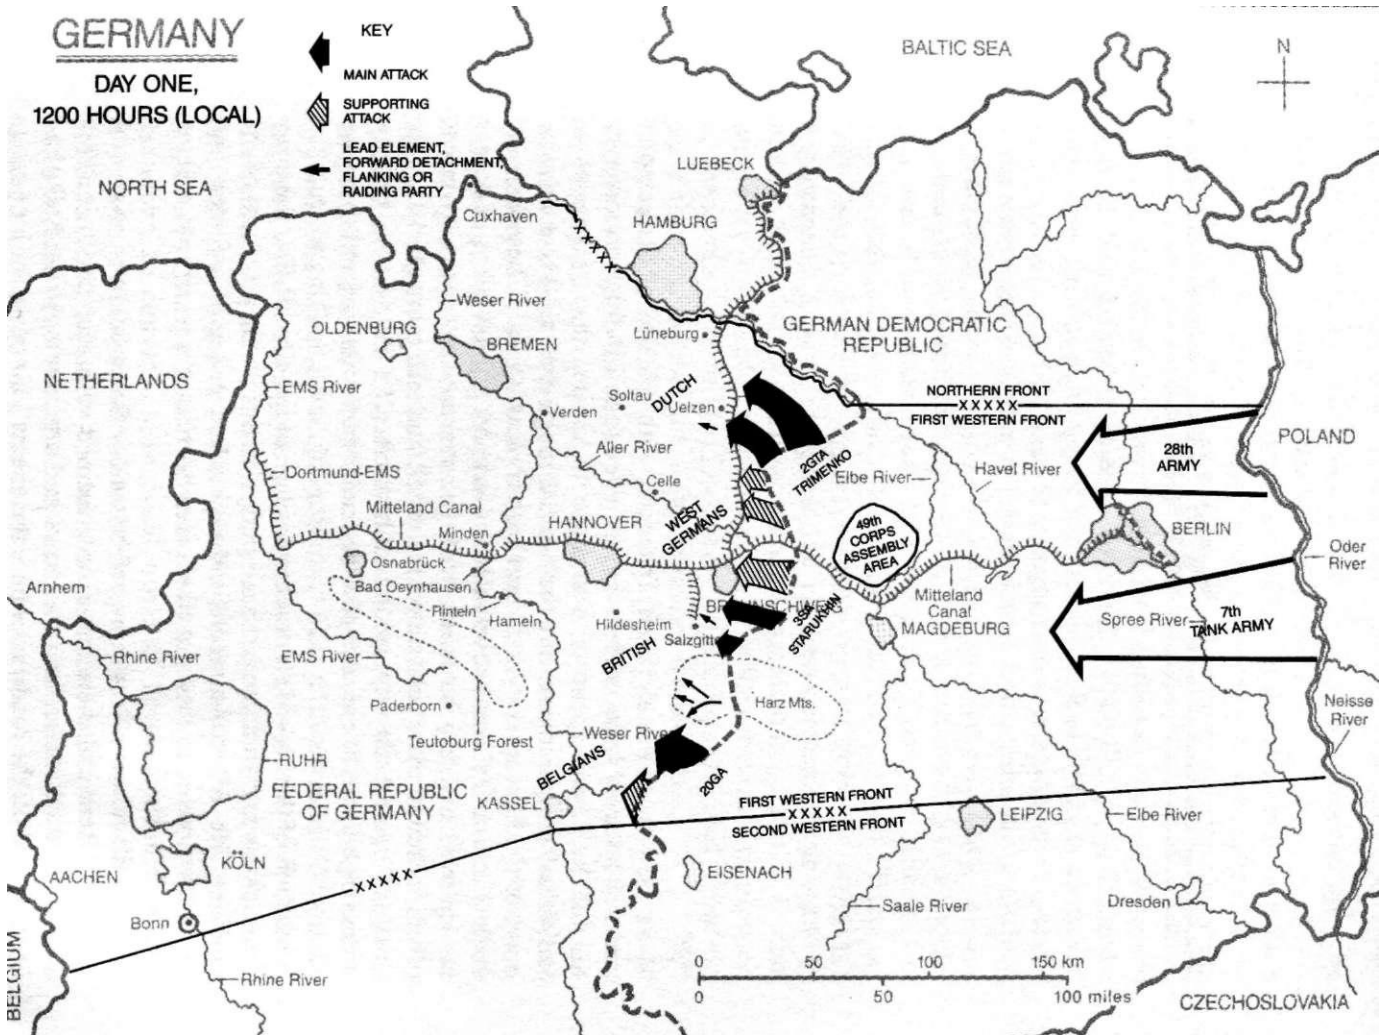 GERMANY
DAY ONE,
1200 HOURS (LOCAL)
KEY
MAIN ATTACK
SUPPORTING
ATTACK
LEAD ELEMENT,
FORWARD DETACHMENT,
FLANKING OR
RAIDING PARTY
BALTIC SEA
N
NORTH SEA
LUEBECK
Cuxhaven
HAMBURG
XXXXX
Weser River
OLDENBURG
BREMEN
Lüneburg
GERMAN DEMOCRATIC
REPUBLIC
NETHERLANDS
EMS River
DUTCH
Soltau
Uelzen
Verden
NORTHERN FRONT
XXXXX
FIRST WESTERN FRONT
POLAND
28th
ARMY
Aller River
2GTA
TRIMENKO
Elbe River
Havel River
Dortmund-EMS
Celle
Mitteland Canal
WEST
GERMANS
HANNOVER
Minden
49th
CORPS
ASSEMBLY
AREA
BERLIN
Oder
River
Osnabrück
Bad Oeynhausen
Arnhem
Rinteln
Hameln
BRAUNSCHWEIG
3SA
STARUKHIN
Mitteland
Canal
MAGDEBURG
Hildesheim
Salzgitter
BRITISH
Spree River
7th
TANK ARMY
Rhine River
EMS River
Harz Mts.
Neisse
River
Paderborn
Teutoburg Forest
Weser River
RUHR
BELGIANS
20GA
FEDERAL REPUBLIC
OF GERMANY
KASSEL
FIRST WESTERN FRONT
XXXXX
SECOND WESTERN FRONT
LEIPZIG
Elbe River
KÖLN
EISENACH
AACHEN
XXXXX
Bonn
Saale River
Dresden
BELGIUM
Rhine River
0 50 100 150 km
0 50 100 miles
CZECHOSLOVAKIA